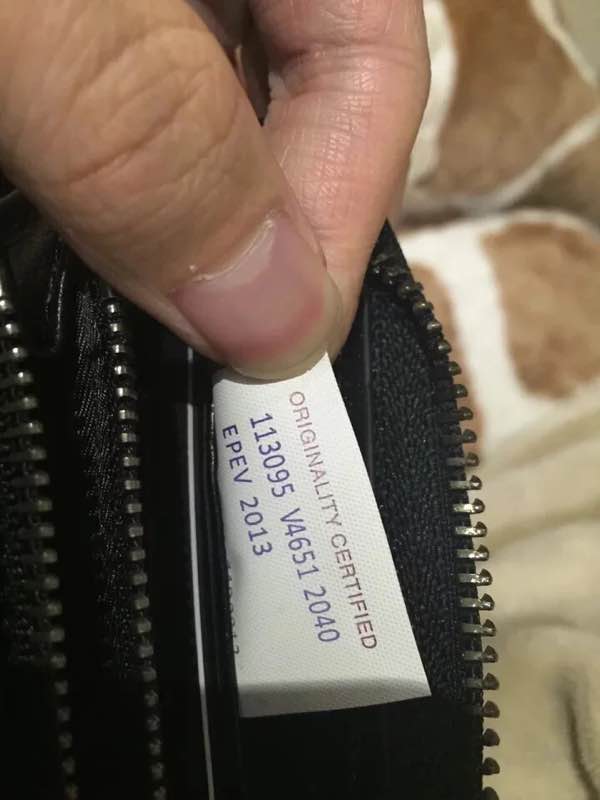 ORIGINALITY CERTIFIED
113095 V4651 2040
EPEV 2013